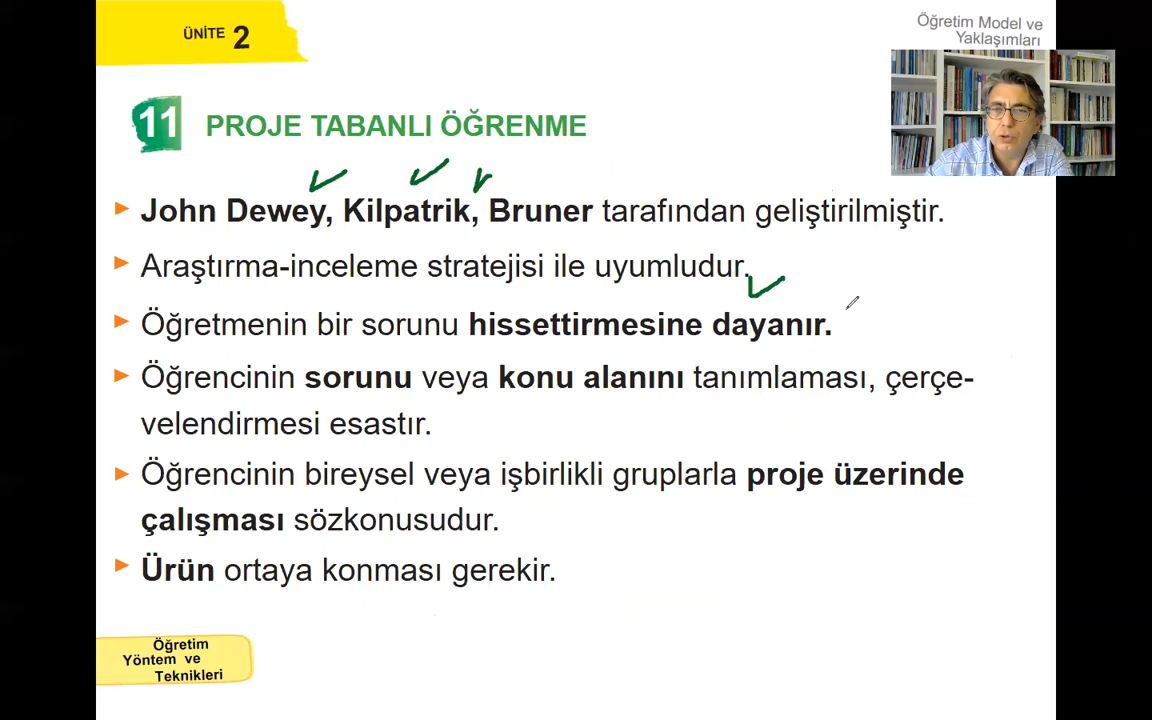 ÜNİTE 2
Öğretim Model ve
Yaklaşımları
11 PROJE TABANLI ÖĞRENME
John Dewey, Kilpatrik, Bruner tarafından geliştirilmiştir.
Araştırma-inceleme stratejisi ile uyumludur.
Öğretmenin bir sorunu hissettirmesine dayanır.
Öğrencinin sorunu veya konu alanını tanımlaması, çerçe-
velendirmesi esastır.
Öğrencinin bireysel veya işbirlikli gruplarla proje üzerinde
çalışması sözkonusudur.
Ürün ortaya konması gerekir.
Öğretim
Yöntem ve
Teknikleri